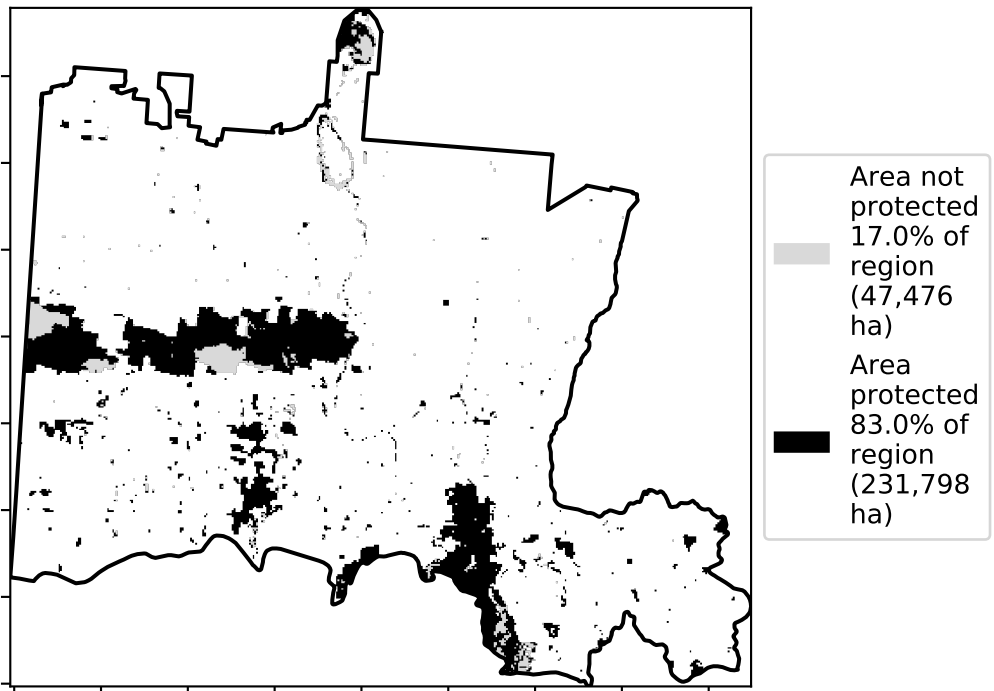 Area not
protected
17.0% of
region
(47,476
ha)
Area
protected
83.0% of
region
(231,798
ha)